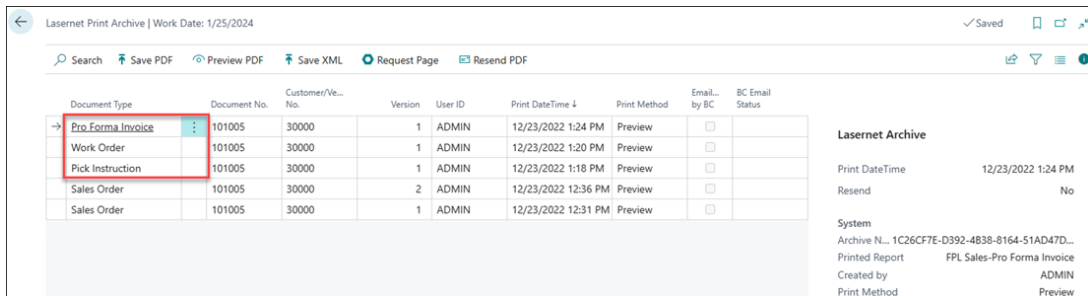 Lasernet Print Archive | Work Date: 1/25/2024 Saved
Search Save PDF Preview PDF Save XML Request Page Resend PDF
Document Type Document No. Customer/Ve... No. Version User ID Print DateTime ↓ Print Method Email... by BC BC Email Status
→ Pro Forma Invoice 101005 30000 1 ADMIN 12/23/2022 1:24 PM Preview
Work Order 101005 30000 1 ADMIN 12/23/2022 1:20 PM Preview
Pick Instruction 101005 30000 1 ADMIN 12/23/2022 1:18 PM Preview
Sales Order 101005 30000 2 ADMIN 12/23/2022 12:36 PM Preview
Sales Order 101005 30000 1 ADMIN 12/23/2022 12:31 PM Preview
Lasernet Archive
Print DateTime 12/23/2022 1:24 PM
Resend No
System
Archive N... 1C26CF7E-D392-4B38-8164-51AD47D...
Printed Report FPL Sales-Pro Forma Invoice
Created by ADMIN
Print Method Preview